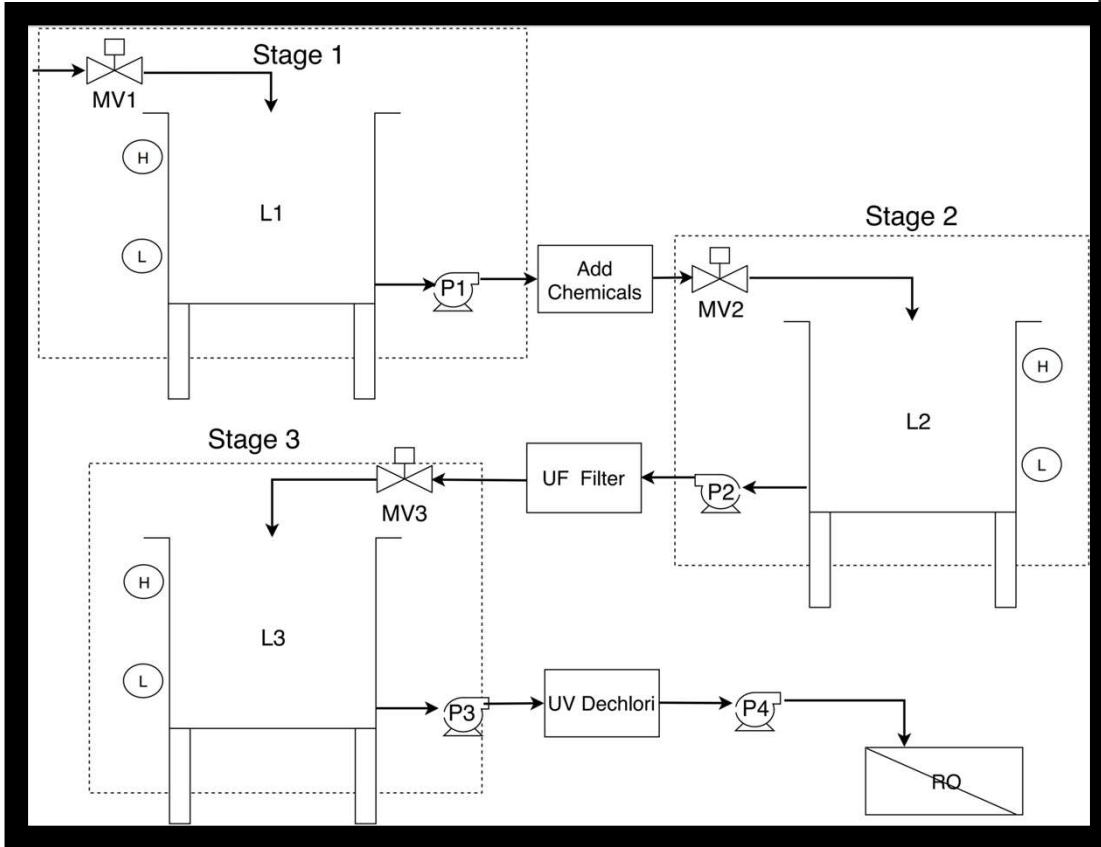 Stage 1
MV1
H
L1
L
P1
Add
Chemicals
Stage 2
MV2
H
L2
L
Stage 3
MV3
UF Filter
P2
H
L3
L
P3
UV Dechlori
P4
RO